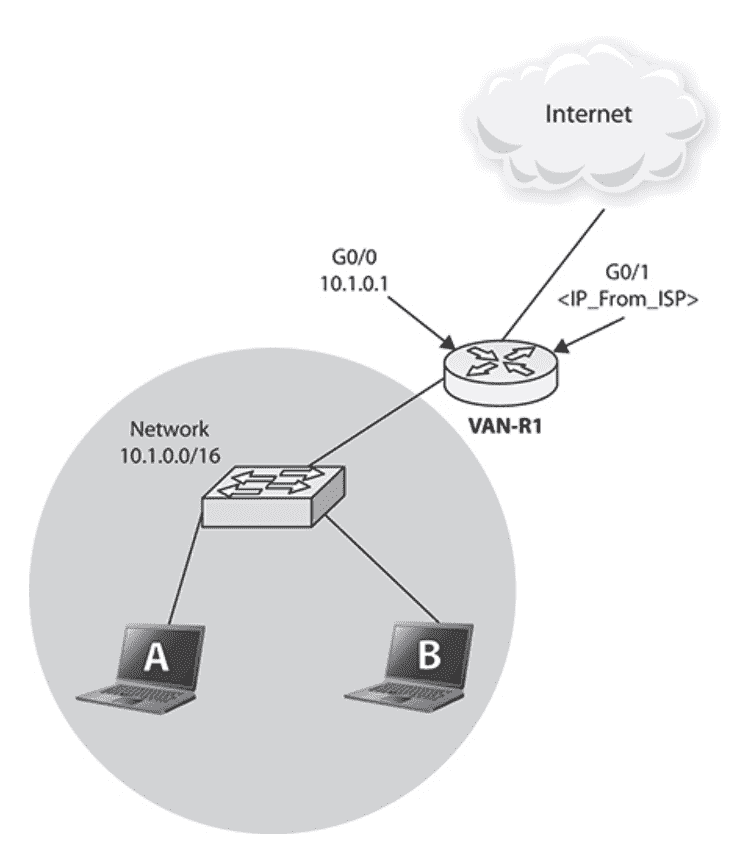 Internet
G0/0
10.1.0.1
G0/1
<IP_From_ISP>
VAN-R1
Network
10.1.0.0/16
A
B